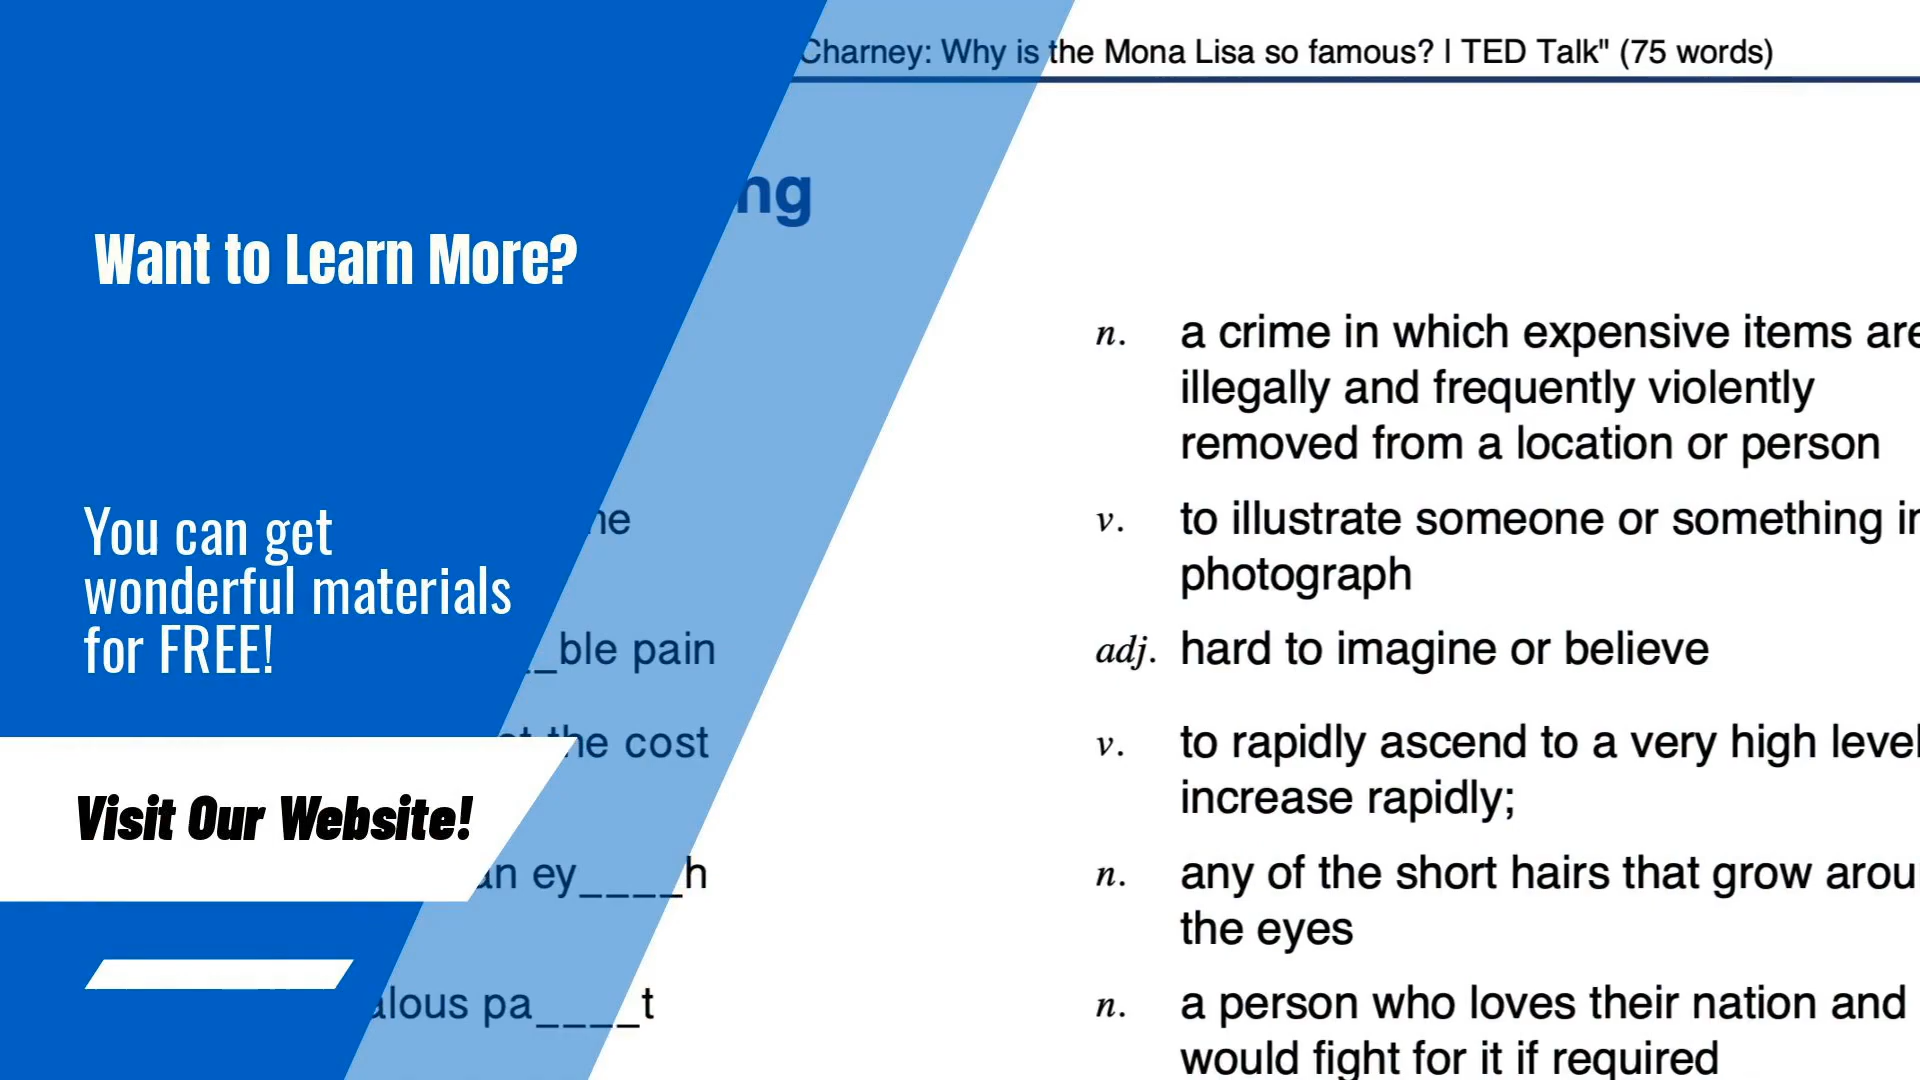 Charney: Why is the Mona Lisa so famous? | TED Talk" (75 words)
Want to Learn More?
You can get
wonderful materials
for FREE!
Visit Our Website!
ble pain
the cost
ey____h
alous pa____t
n. a crime in which expensive items are
illegally and frequently violently
removed from a location or person
v. to illustrate someone or something in
photograph
adj. hard to imagine or believe
v. to rapidly ascend to a very high level
increase rapidly;
n. any of the short hairs that grow arou
the eyes
n. a person who loves their nation and
would fight for it if required